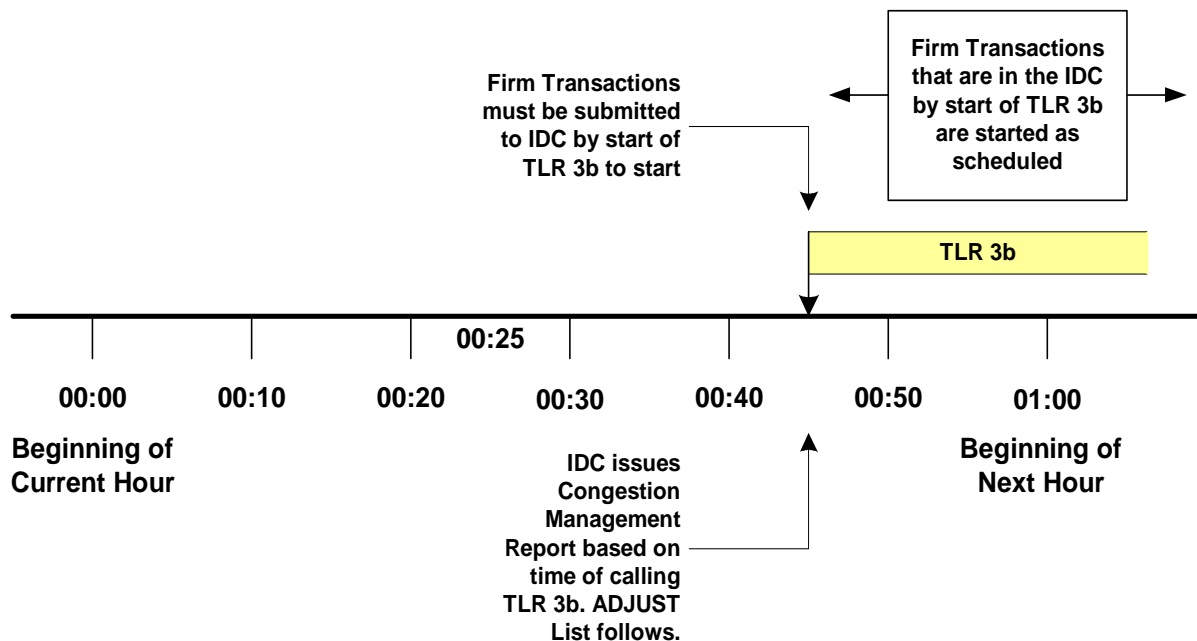 Firm Transactions
must be submitted
to IDC by start of
TLR 3b to start
Firm Transactions
that are in the IDC
by start of TLR 3b
are started as
scheduled
TLR 3b
00:25
00:00
00:10
00:20
00:30
00:40
00:50
01:00
Beginning of
Current Hour
IDC issues
Congestion
Management
Report based on
time of calling
TLR 3b. ADJUST
List follows.
Beginning of
Next Hour